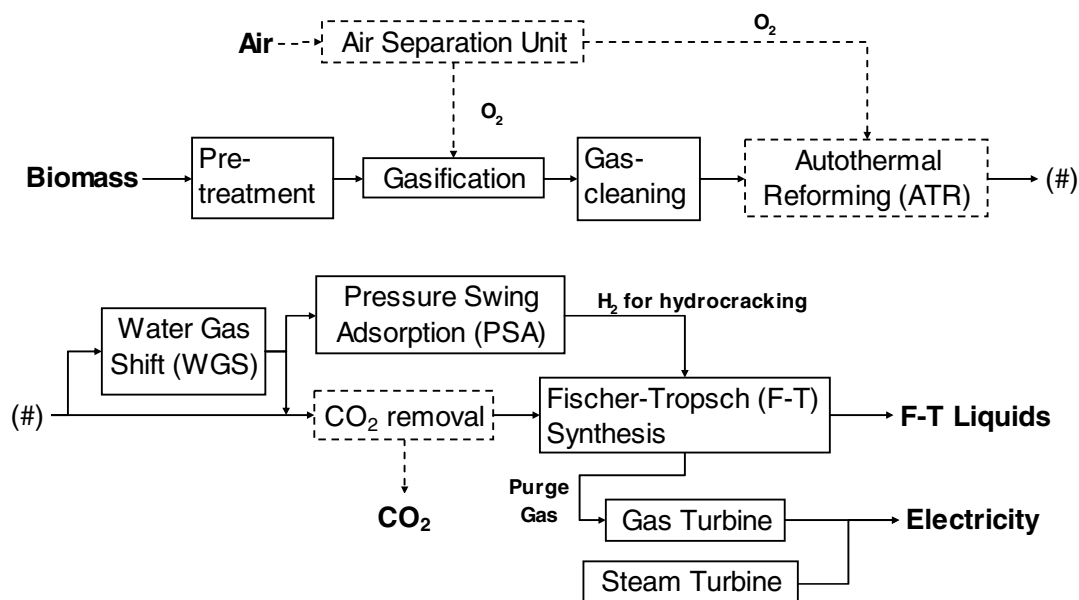 Air
Air Separation Unit
O₂
O₂
Biomass
Pre-
treatment
Gasification
Gas-
cleaning
Autothermal
Reforming (ATR)
(#)
Water Gas
Shift (WGS)
Pressure Swing
Adsorption (PSA)
H₂ for hydrocracking
(#)
CO₂ removal
Fischer-Tropsch (F-T)
Synthesis
F-T Liquids
CO₂
Purge
Gas
Gas Turbine
Electricity
Steam Turbine